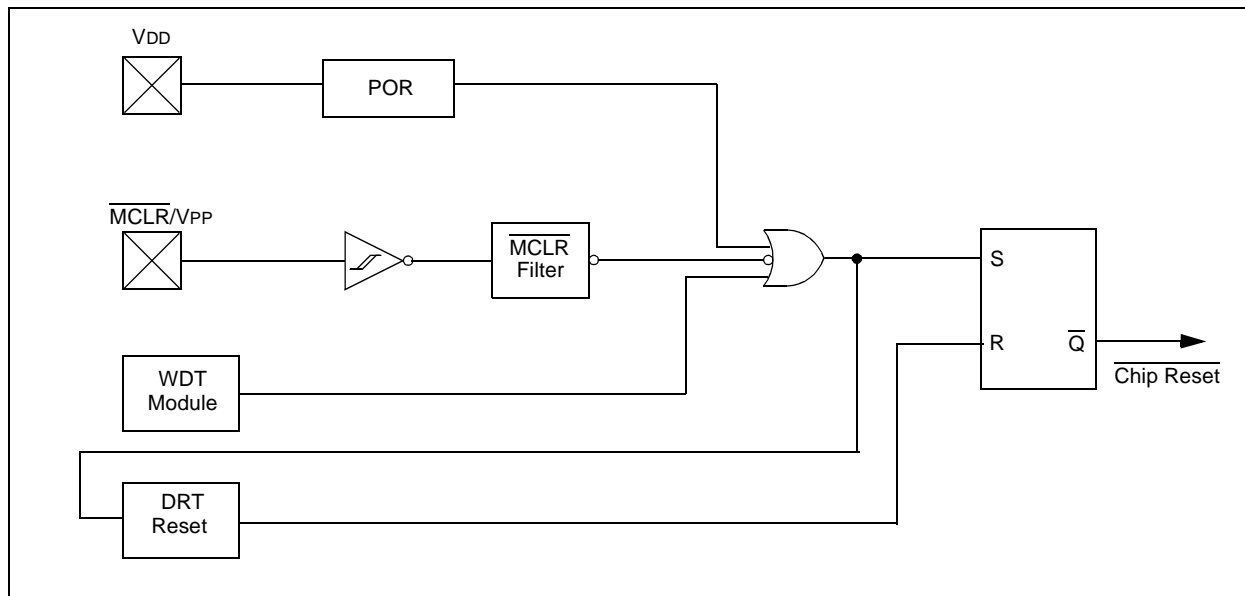 VDD
POR
MCLR/VPP
MCLR
Filter
S
R
Q
WDT
Module
Chip Reset
DRT
Reset